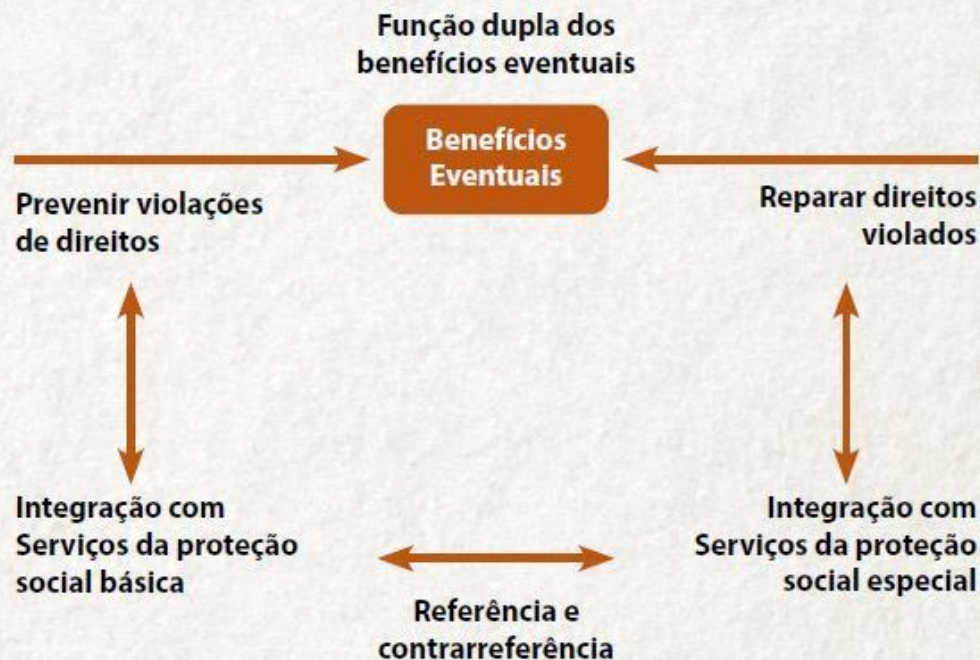 Função dupla dos
benefícios eventuais
Benefícios
Eventuais
Prevenir violações
de direitos
Reparar direitos
violados
Integração com
Serviços da proteção
social básica
Integração com
Serviços da proteção
social especial
Referência e
contrarreferência